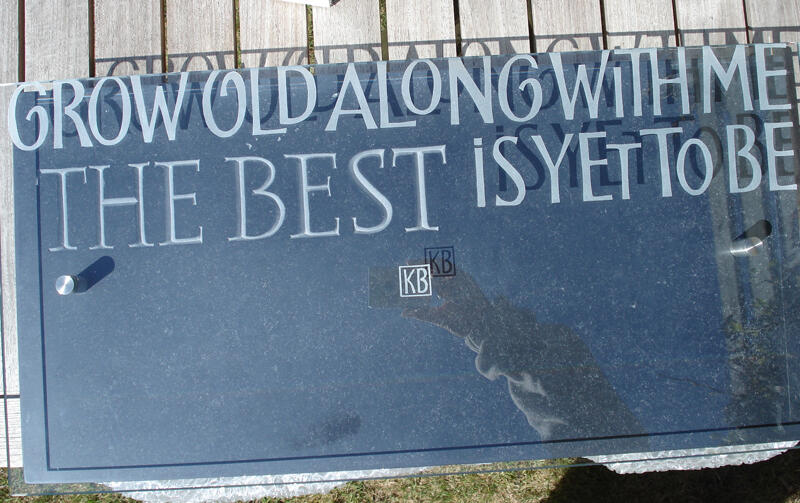 GROW OLD ALONG WITH ME
THE BEST iS YET TO BE
KB